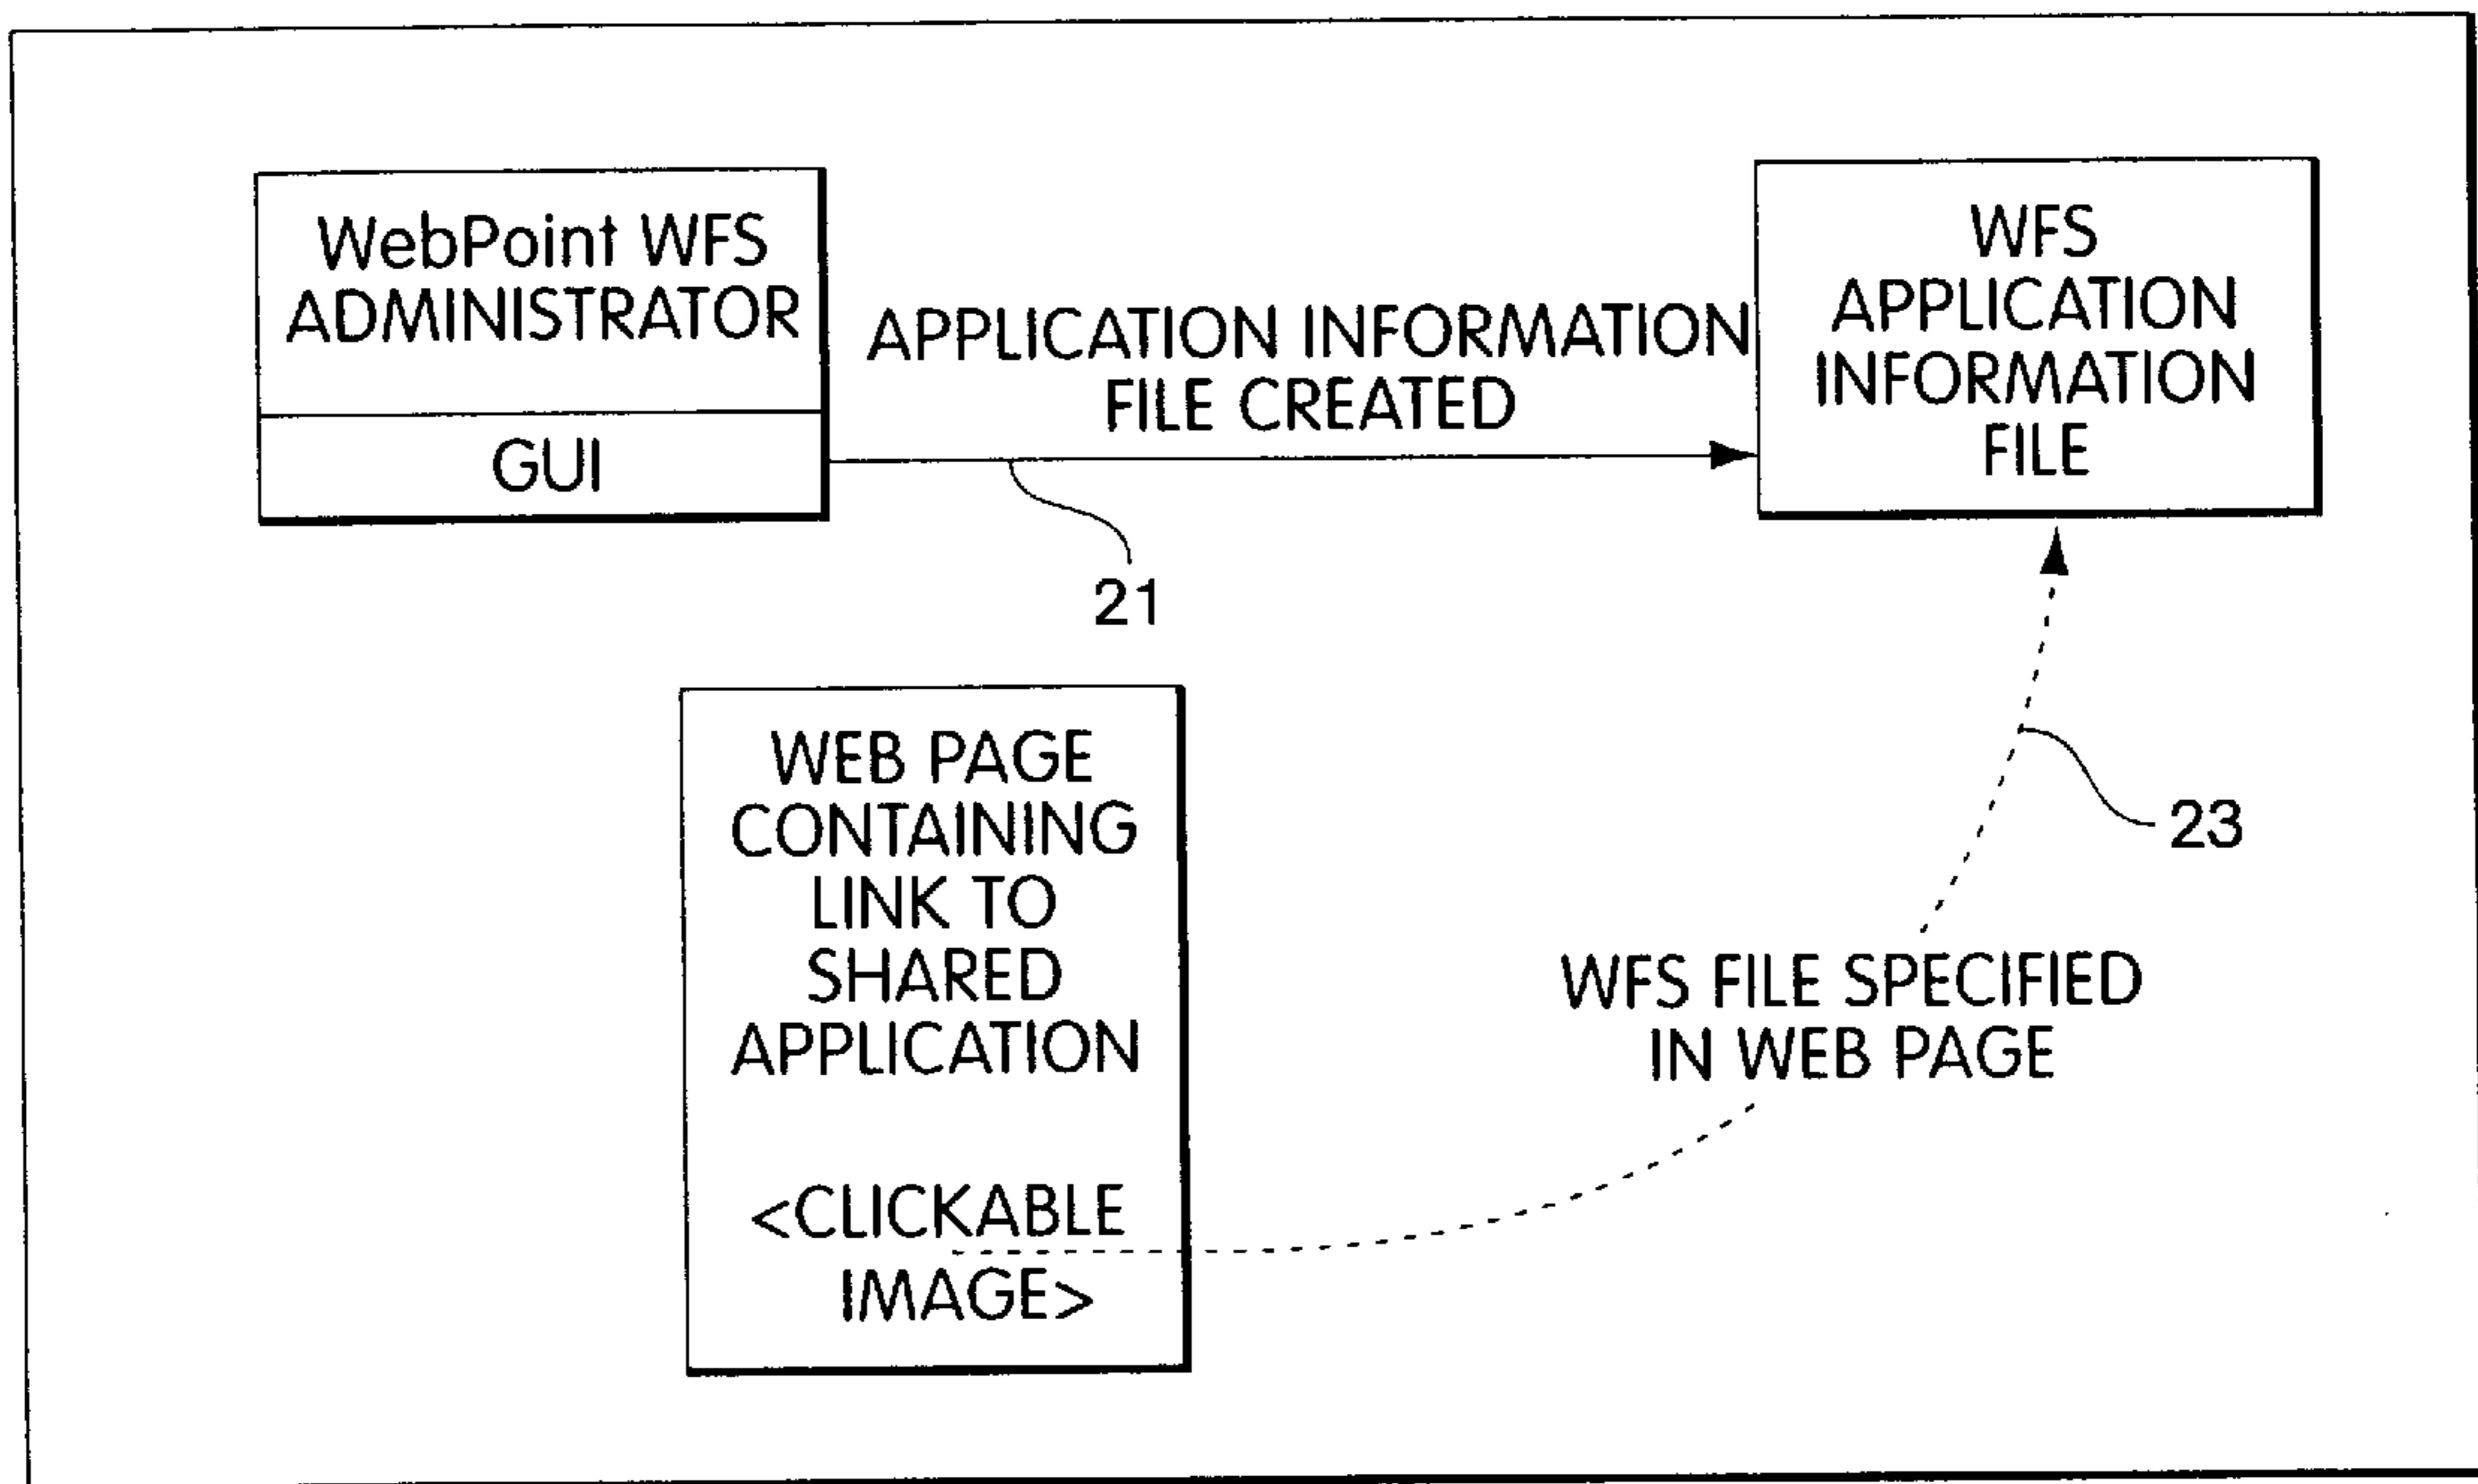 WebPoint WFS
ADMINISTRATOR
GUI
APPLICATION INFORMATION
FILE CREATED
21
WFS
APPLICATION
INFORMATION
FILE
WEB PAGE
CONTAINING
LINK TO
SHARED
APPLICATION
<CLICKABLE
IMAGE>
23
WFS FILE SPECIFIED
IN WEB PAGE